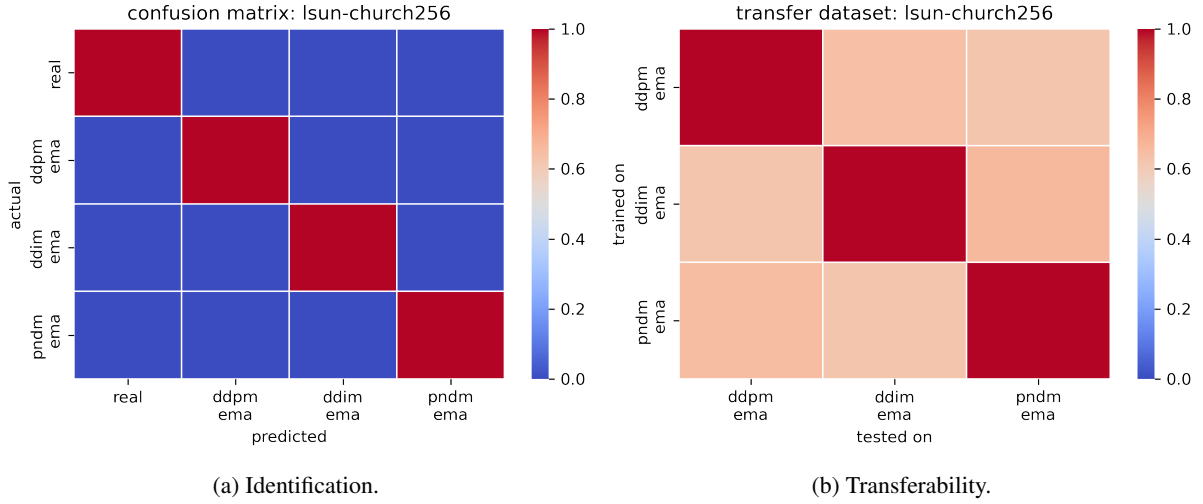 confusion matrix: lsun-church256
actual
real
ddpm
ema
ddim
ema
pndm
ema
real
ddpm
ema
ddim
ema
pndm
ema
predicted
1.0
0.8
0.6
0.4
0.2
0.0
(a) Identification.
transfer dataset: lsun-church256
trained on
ddpm
ema
ddim
ema
pndm
ema
ddpm
ema
ddim
ema
pndm
ema
tested on
1.0
0.8
0.6
0.4
0.2
0.0
(b) Transferability.